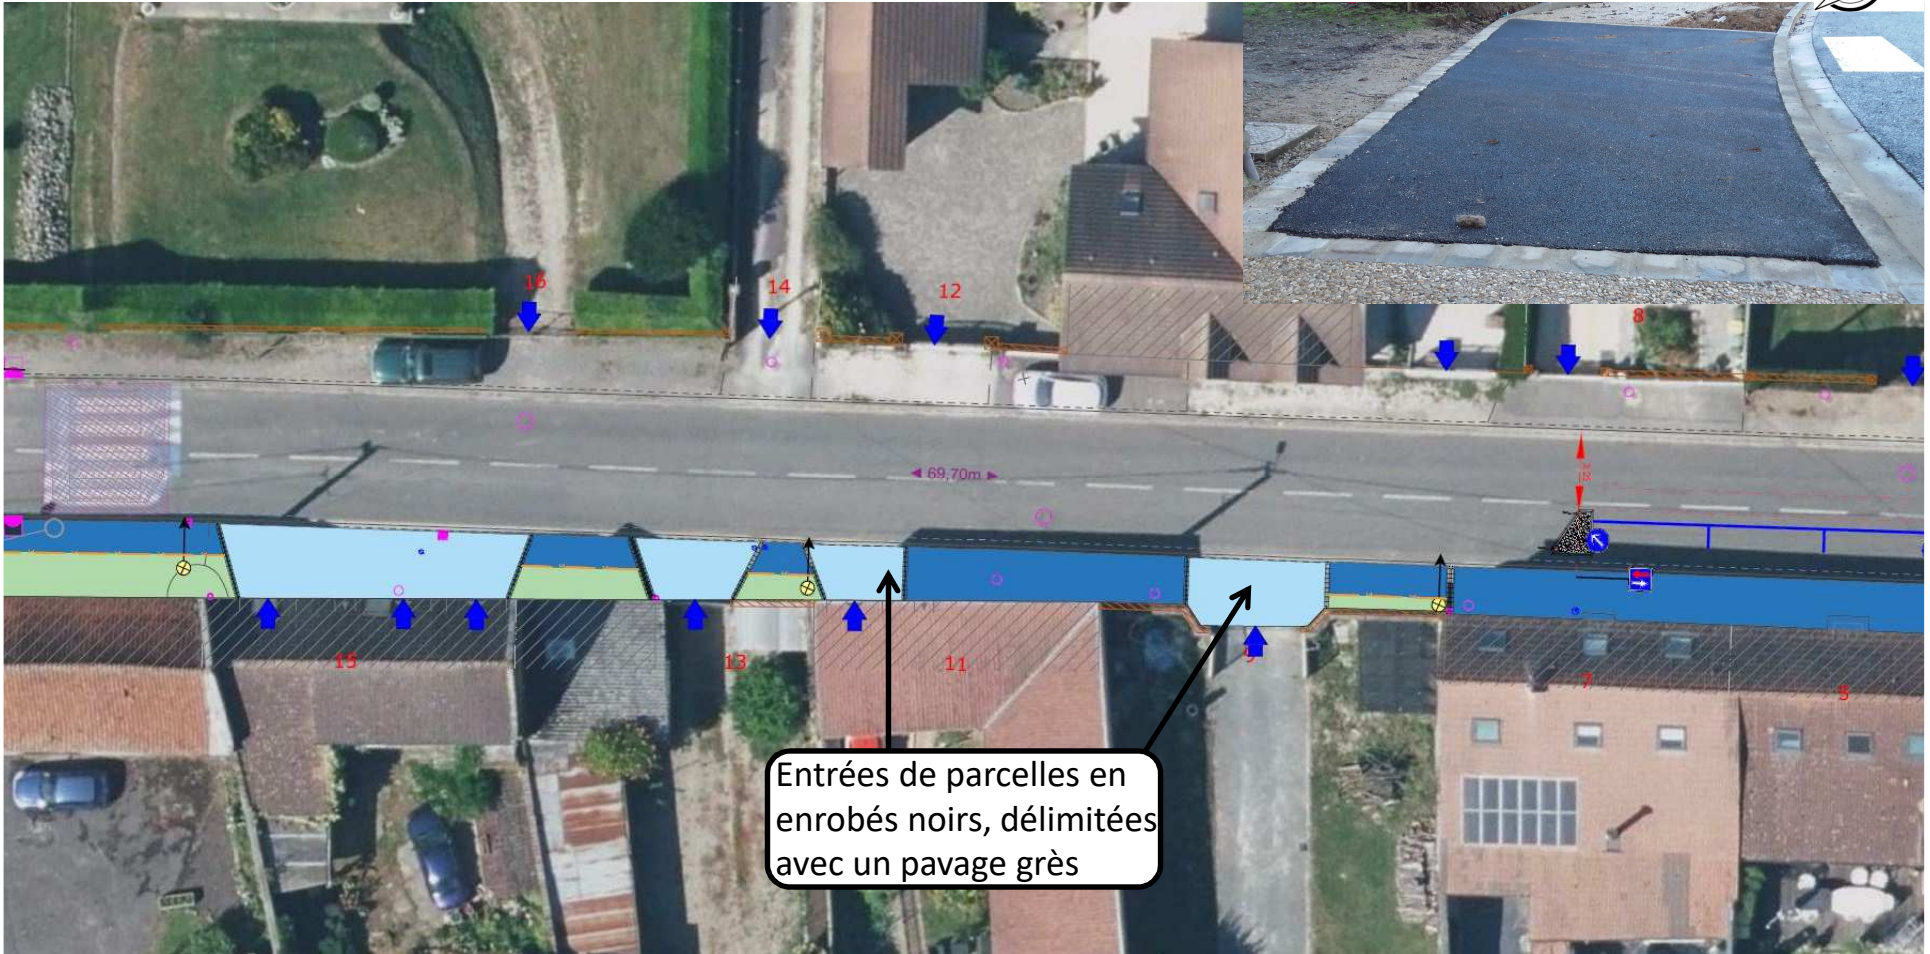 16
14
12
8
69,70m
15
13
11
9
7
5
Entrées de parcelles en
enrobés noirs, délimitées
avec un pavage grès